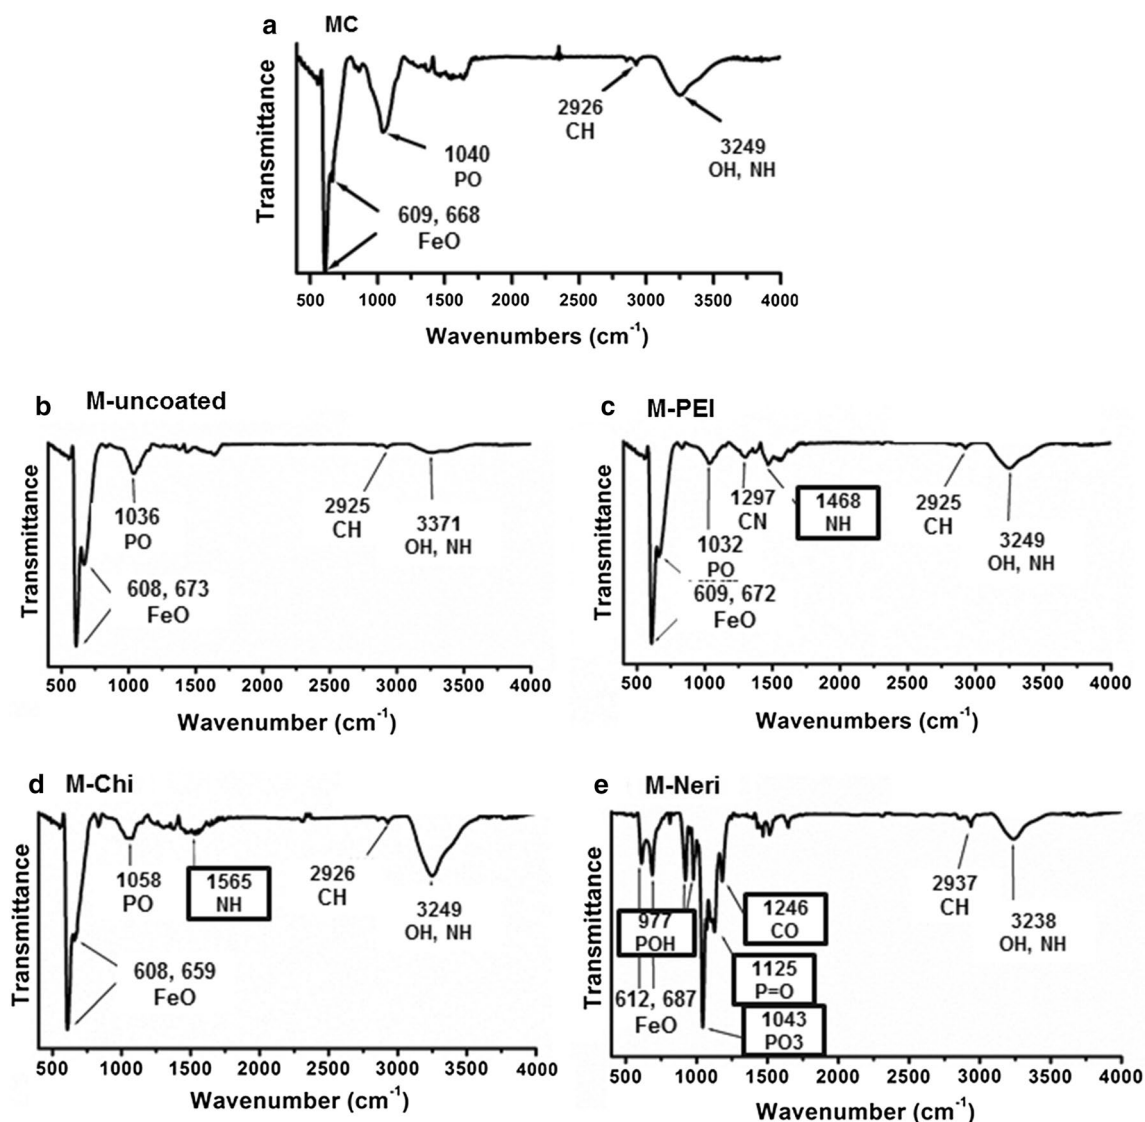 a MC
Transmittance
2926
CH
3249
OH, NH
1040
PO
609, 668
FeO
500 1000 1500 2000 2500 3000 3500 4000
Wavenumbers (cm-1)
b M-uncoated
Transmittance
1036
PO
2925
CH
3371
OH, NH
608, 673
FeO
500 1000 1500 2000 2500 3000 3500 4000
Wavenumber (cm-1)
c M-PEI
Transmittance
1297
CN
1468
NH
2925
CH
1032
PO
3249
OH, NH
609, 672
FeO
500 1000 1500 2000 2500 3000 3500 4000
Wavenumbers (cm-1)
d M-Chi
Transmittance
1058
PO
1565
NH
2926
CH
3249
OH, NH
608, 659
FeO
500 1000 1500 2000 2500 3000 3500 4000
Wavenumber (cm-1)
e M-Neri
Transmittance
977
POH
1246
CO
2937
CH
3238
OH, NH
1125
P=O
612, 687
FeO
1043
PO3
500 1000 1500 2000 2500 3000 3500 4000
Wavenumber (cm-1)